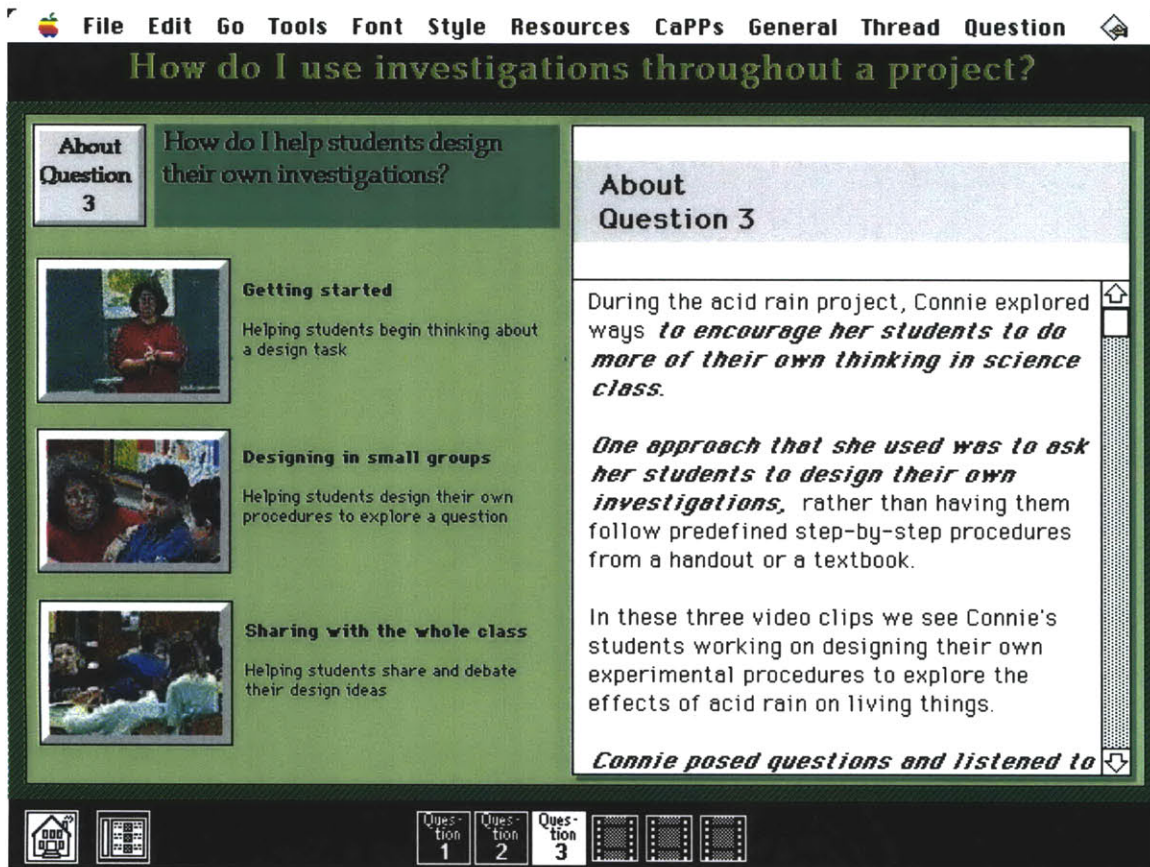 File Edit Go Tools Font Style Resources CaPPs General Thread Question
How do I use investigations throughout a project?
About
Question
3
How do I help students design
their own investigations?
Getting started
Helping students begin thinking about
a design task
Designing in small groups
Helping students design their own
procedures to explore a question
Sharing with the whole class
Helping students share and debate
their design ideas
About
Question 3
During the acid rain project, Connie explored
ways to encourage her students to do
more of their own thinking in science
class.
One approach that she used was to ask
her students to design their own
investigations, rather than having them
follow predefined step-by-step procedures
from a handout or a textbook.
In these three video clips we see Connie's
students working on designing their own
experimental procedures to explore the
effects of acid rain on living things.
Connie posed questions and listened to
Ques-
tion
1
Ques-
tion
2
Ques-
tion
3